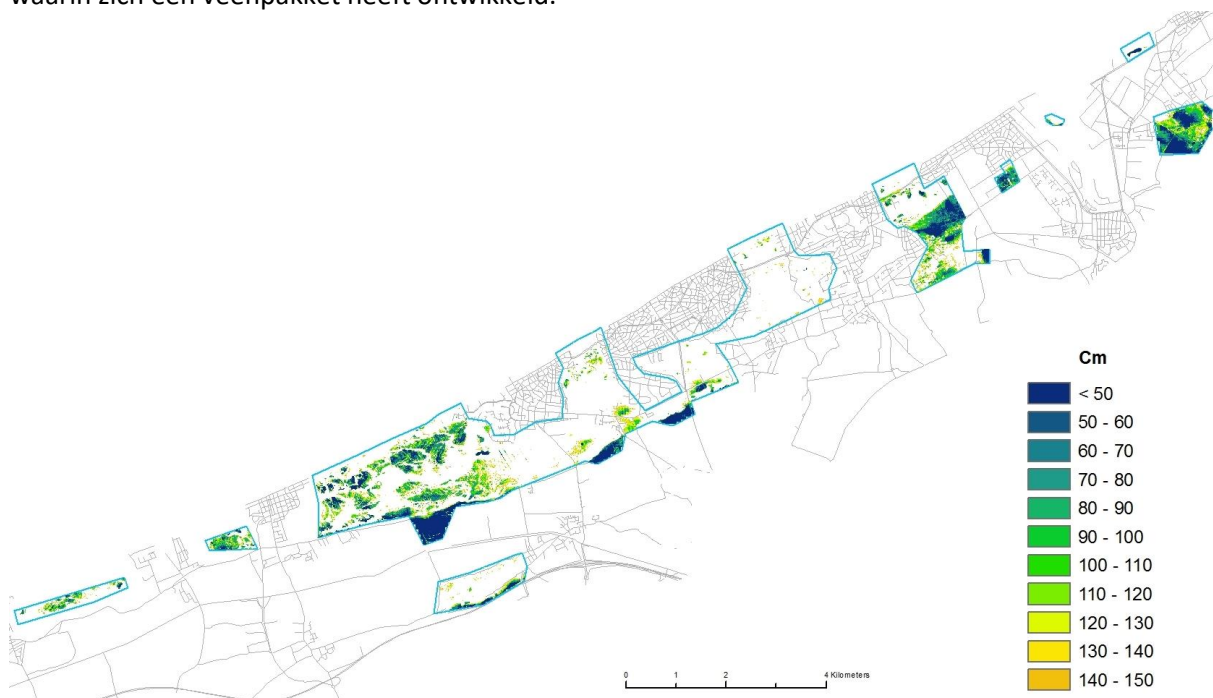 waarin zich een veenpakket heeft ontwikkeld.
Cm
< 50
50 - 60
60 - 70
70 - 80
80 - 90
90 - 100
100 - 110
110 - 120
120 - 130
130 - 140
140 - 150
0 1 2 4 Kilometers